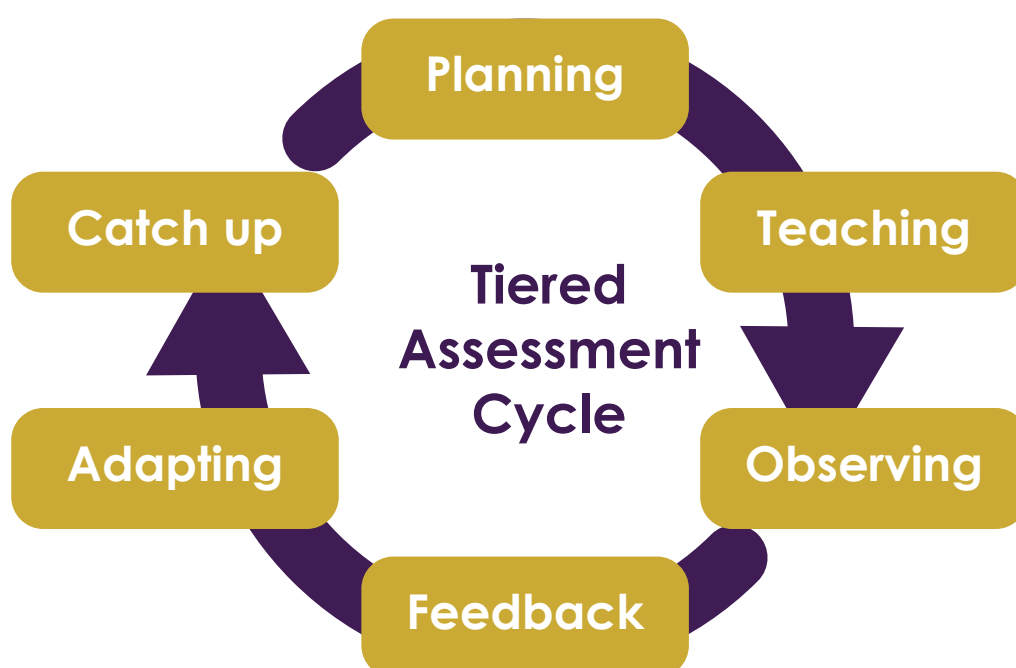 Planning
Teaching
Observing
Feedback
Adapting
Catch up
Tiered
Assessment
Cycle